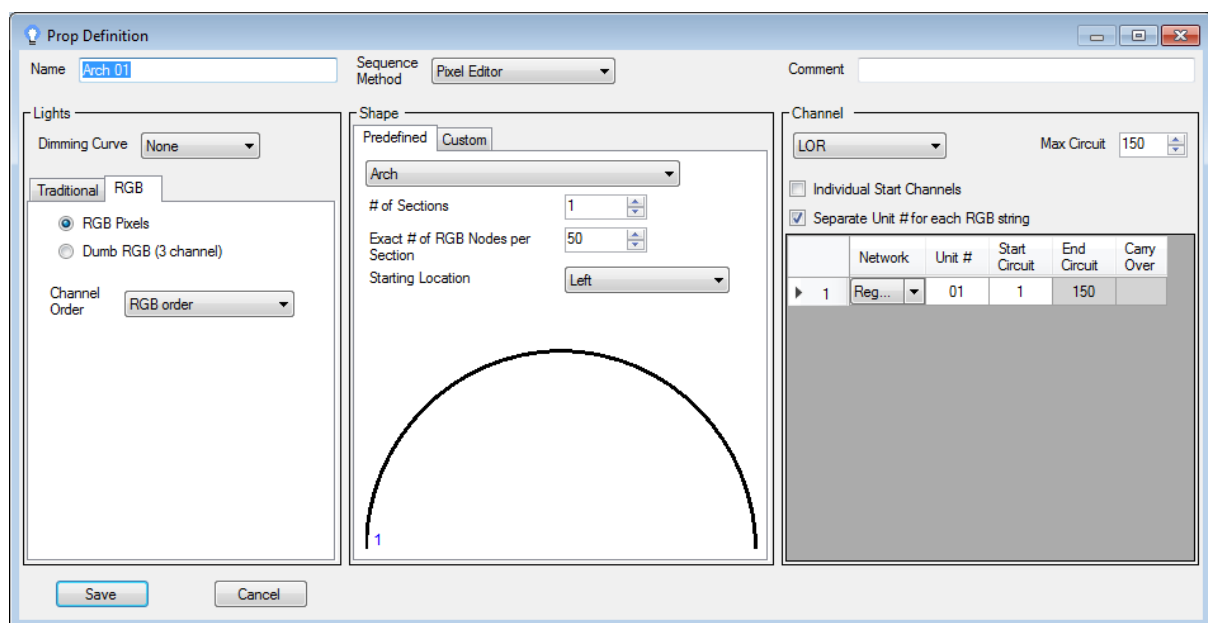 Prop Definition
Name Arch 01
Sequence Method Pixel Editor
Comment
Lights
Dimming Curve None
Traditional RGB
RGB Pixels
Dumb RGB (3 channel)
Channel Order RGB order
Shape
Predefined Custom
Arch
# of Sections 1
Exact # of RGB Nodes per Section 50
Starting Location Left
1
Channel
LOR Max Circuit 150
Individual Start Channels
Separate Unit # for each RGB string
Network Unit # Start Circuit End Circuit Carry Over
1 Reg... 01 1 150
Save Cancel